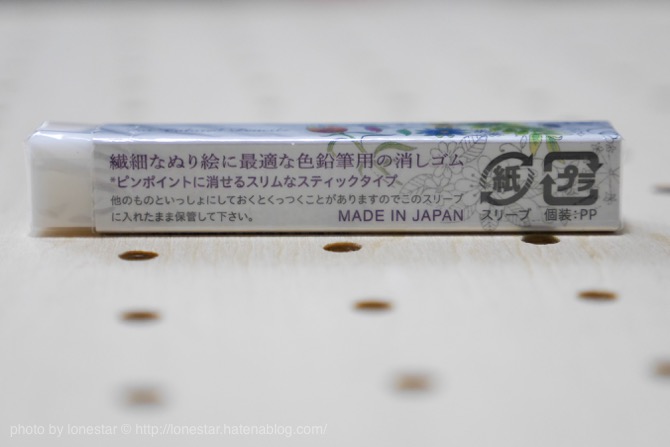 繊細なぬり絵に最適な色鉛筆用の消しゴム
*ピンポイントに消せるスリムなスティックタイプ
他のものといっしょにしておくとくっつくことがありますのでこのスリーブ
に入れたまま保管して下さい。
MADE IN JAPAN
紙
スリーブ
プラ
個装:PP
photo by lonestar © http://lonestar.hatenablog.com/